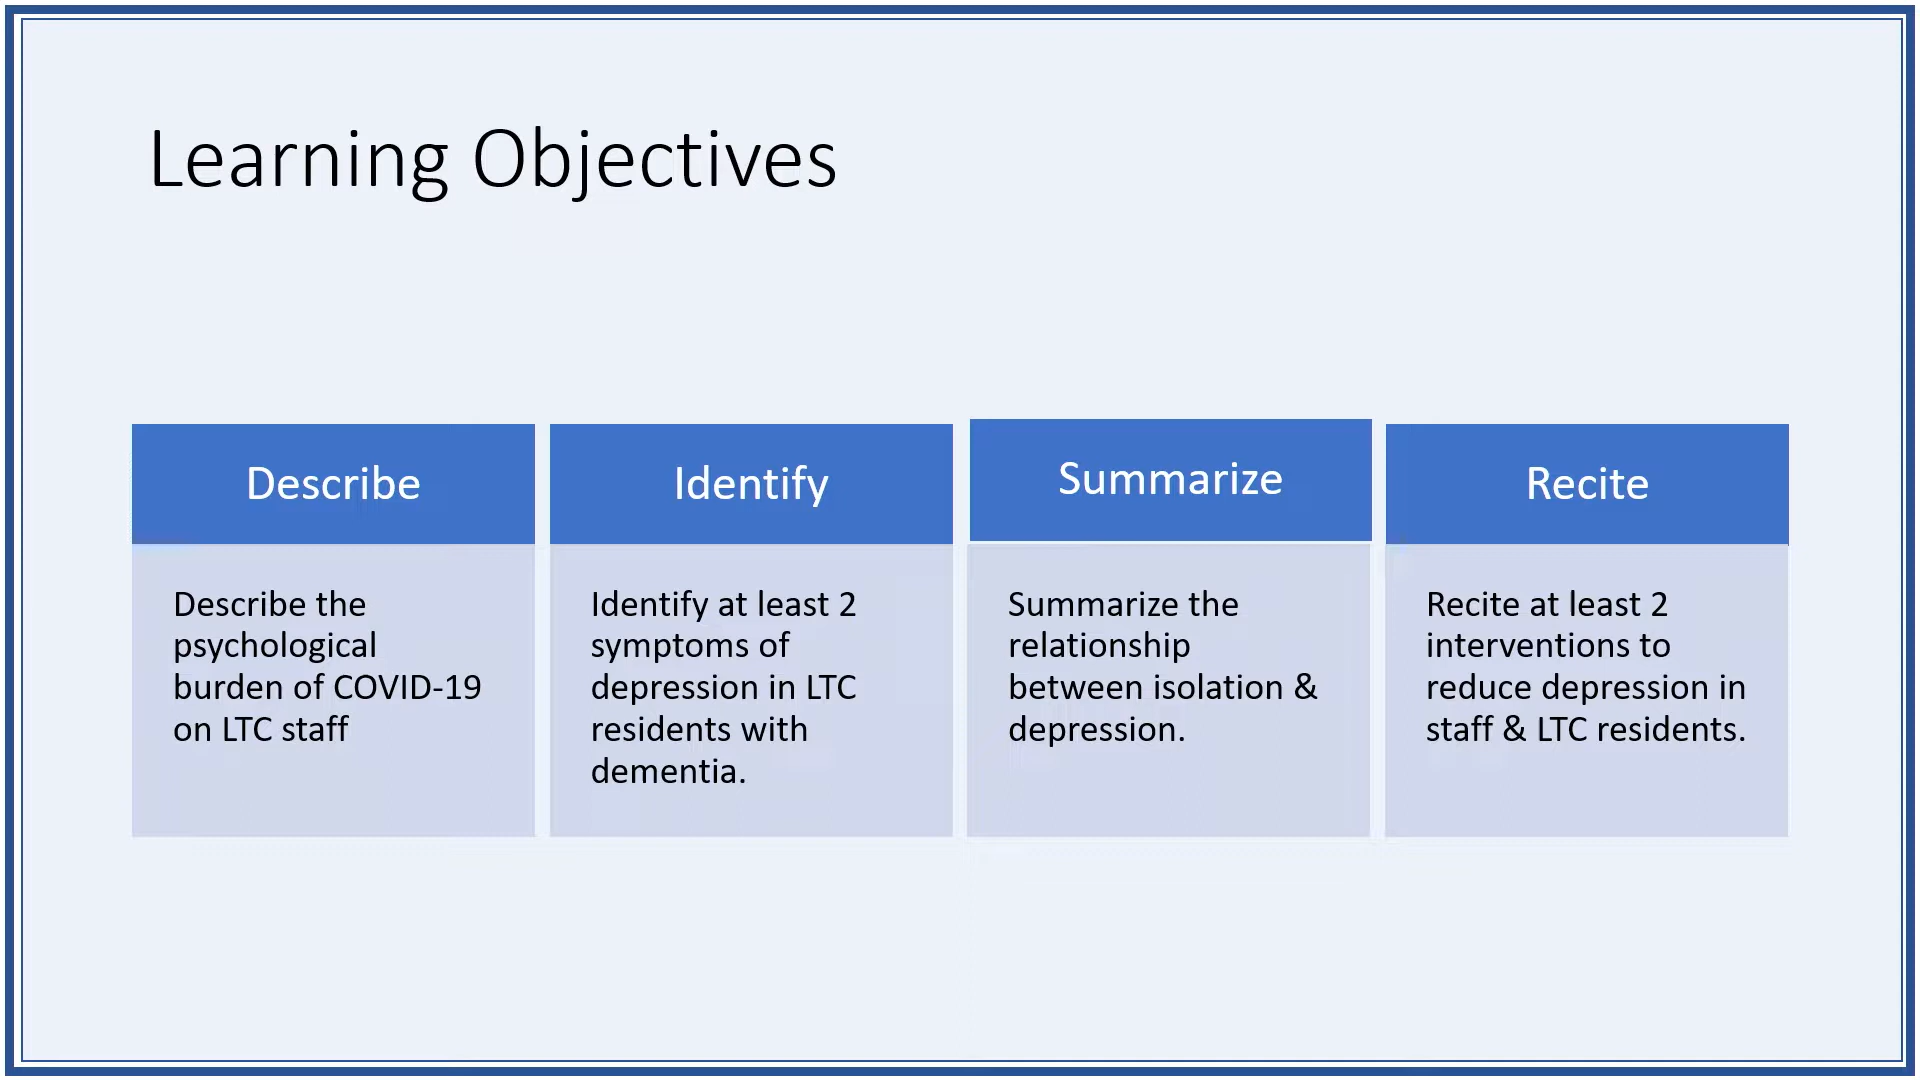 Learning Objectives
Describe
Describe the
psychological
burden of COVID-19
on LTC staff
Identify
Identify at least 2
symptoms of
depression in LTC
residents with
dementia.
Summarize
Summarize the
relationship
between isolation &
depression.
Recite
Recite at least 2
interventions to
reduce depression in
staff & LTC residents.